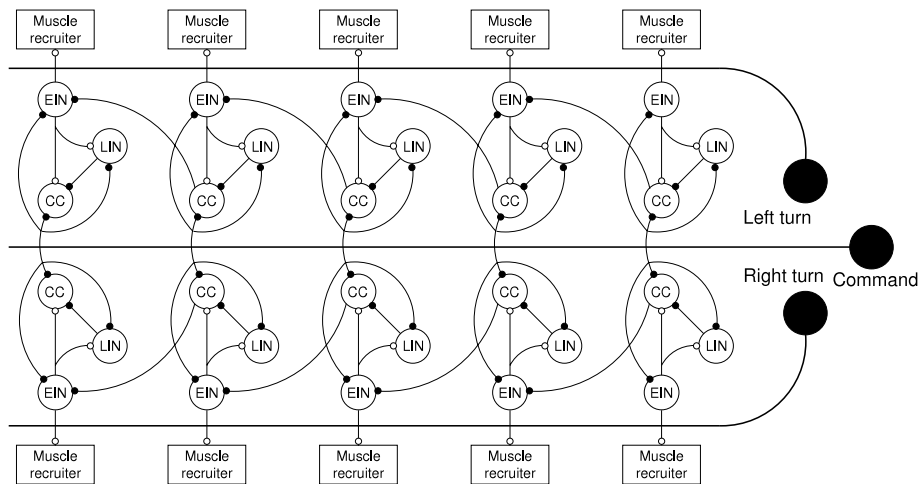 Muscle recruiter Muscle recruiter Muscle recruiter Muscle recruiter Muscle recruiter
EIN EIN EIN EIN EIN
LIN LIN LIN LIN LIN
CC CC CC CC CC
Left turn
Right turn
Command
CC CC CC CC CC
LIN LIN LIN LIN LIN
EIN EIN EIN EIN EIN
Muscle recruiter Muscle recruiter Muscle recruiter Muscle recruiter Muscle recruiter